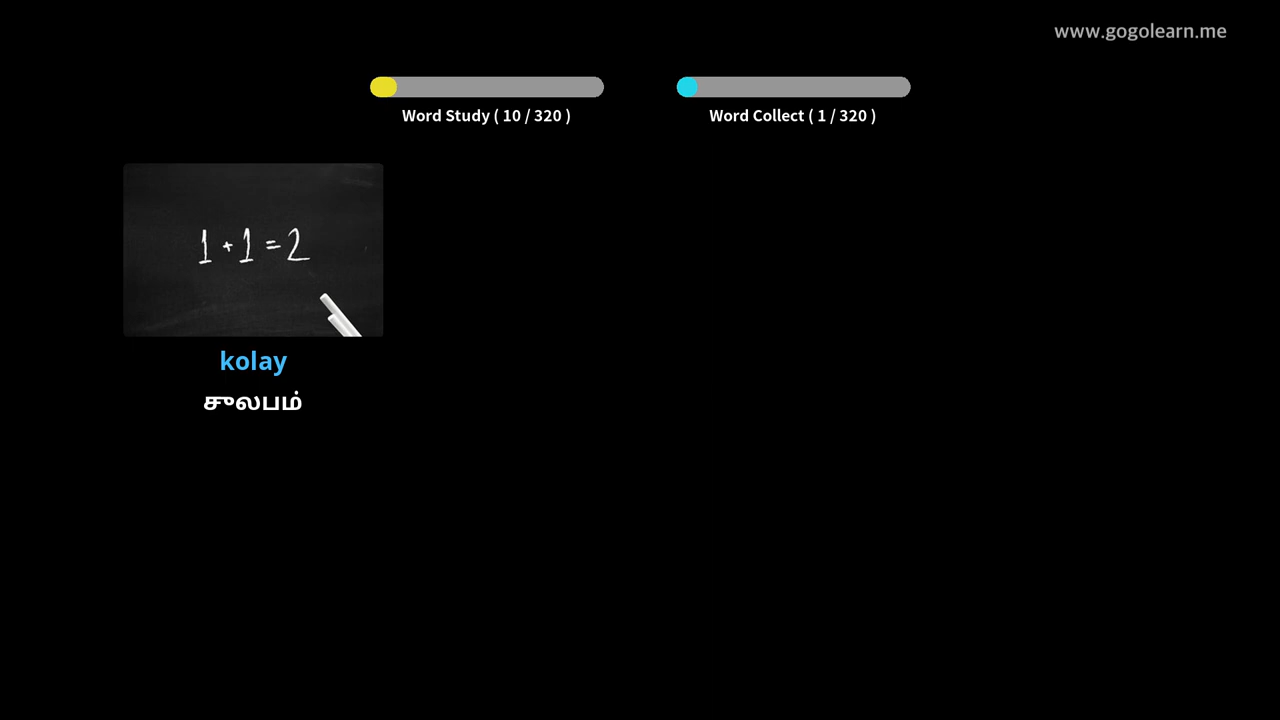 www.gogolearn.me
Word Study ( 10 / 320 )
Word Collect ( 1 / 320 )
1 + 1 = 2
kolay
சுலபம்